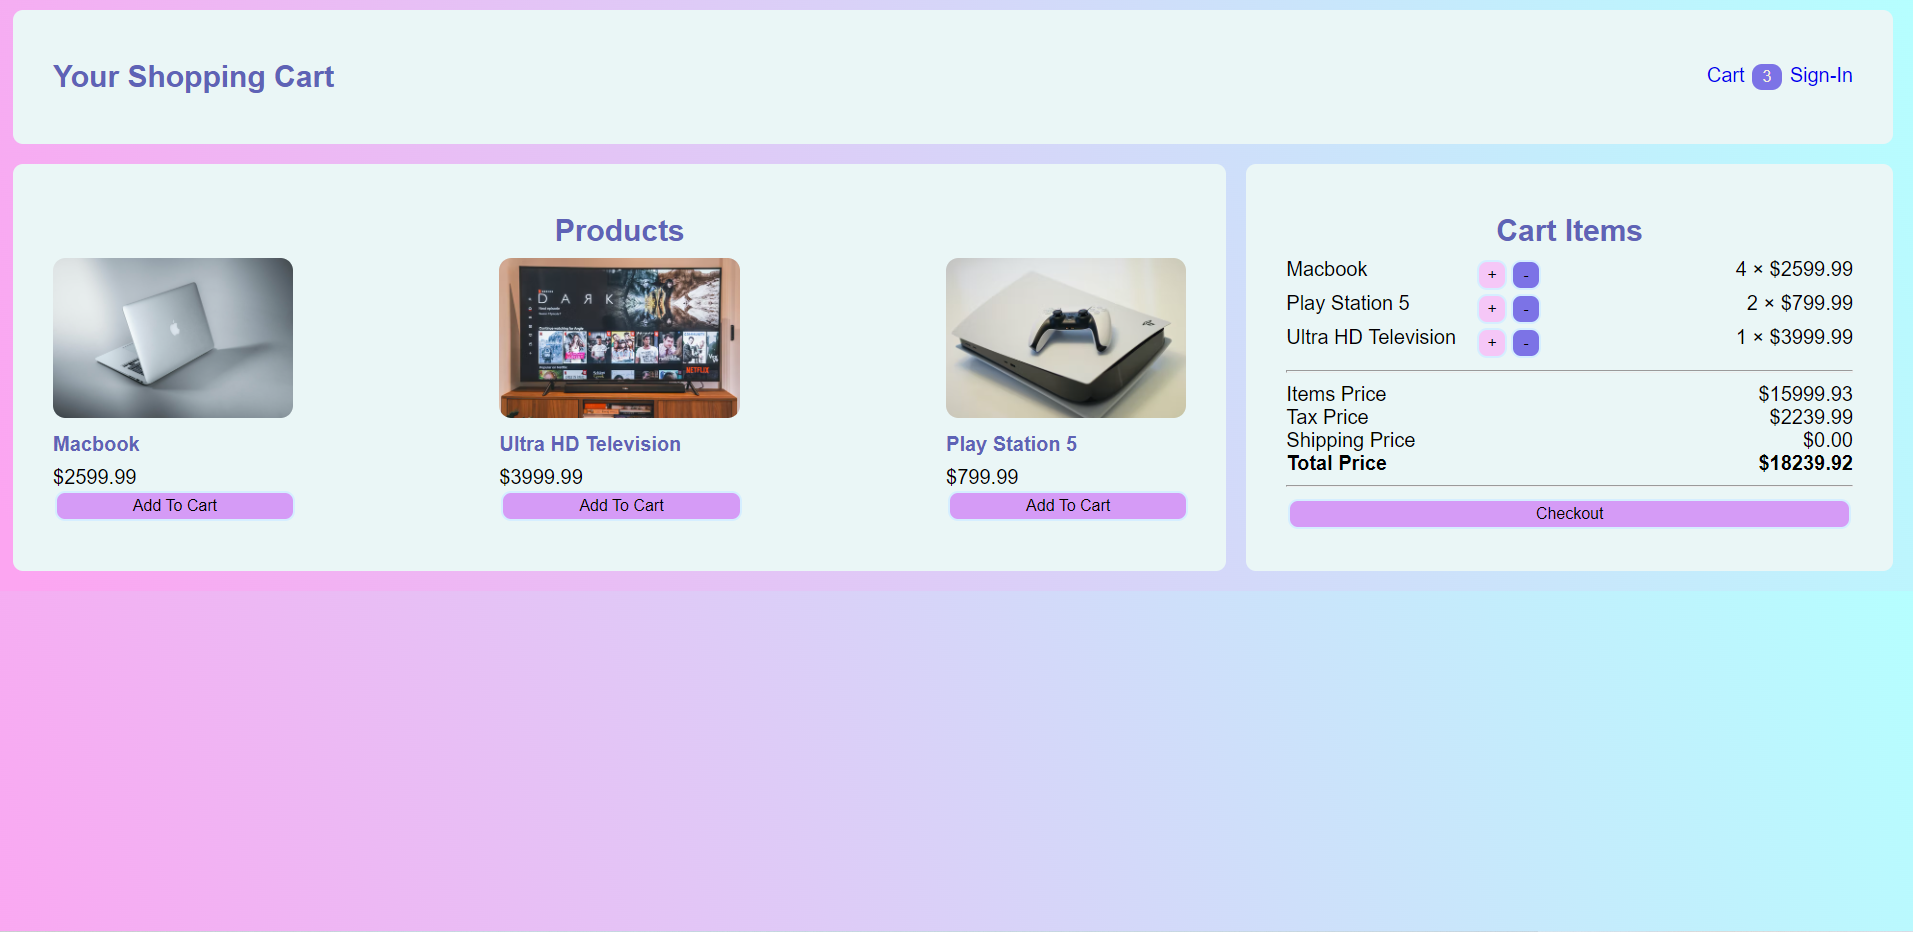 Your Shopping Cart
Cart 3 Sign-In
Products
DARK
NETFLIX
Macbook
$2599.99
Add To Cart
Ultra HD Television
$3999.99
Add To Cart
Play Station 5
$799.99
Add To Cart
Cart Items
Macbook + - 4 × $2599.99
Play Station 5 + - 2 × $799.99
Ultra HD Television + - 1 × $3999.99
Items Price $15999.93
Tax Price $2239.99
Shipping Price $0.00
Total Price $18239.92
Checkout